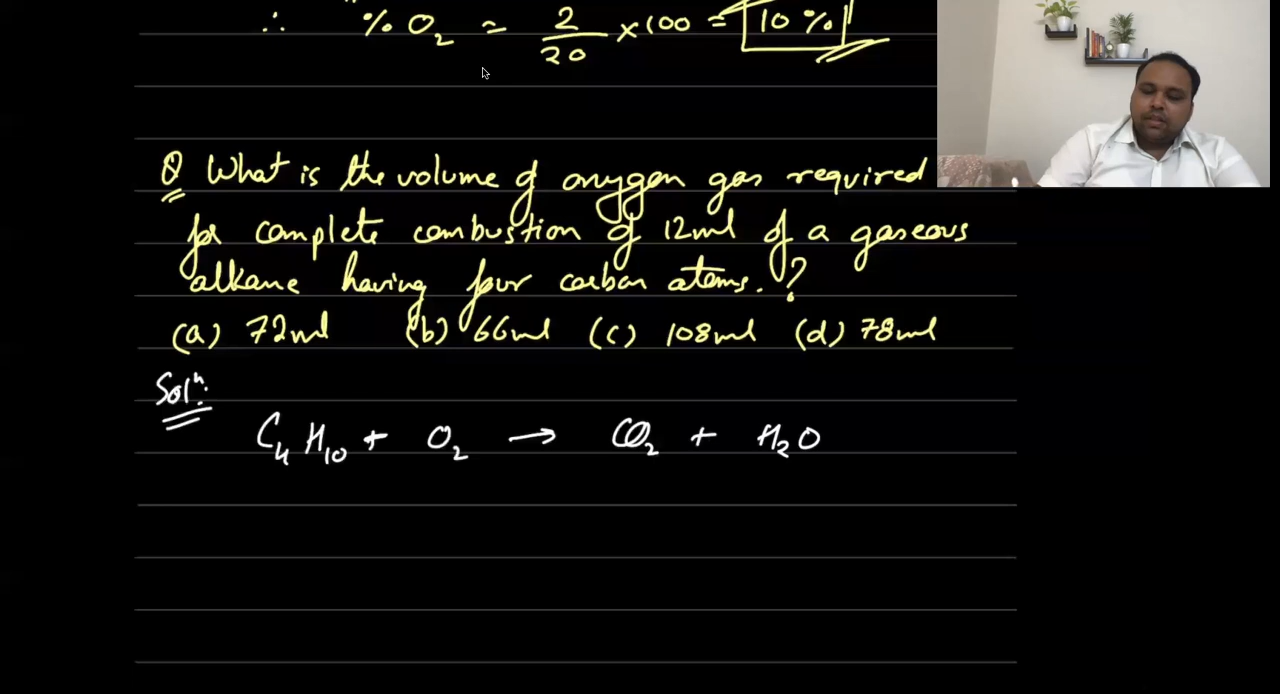 ∴ % O₂ = 2/20 × 100 = 10 %
Q What is the volume of oxygen gas required
for complete combustion of 12ml of a gaseous
alkane having four carbon atoms.?
(a) 72ml (b) 66ml (c) 108ml (d) 78ml
Solⁿ:
C₄H₁₀ + O₂ → CO₂ + H₂O